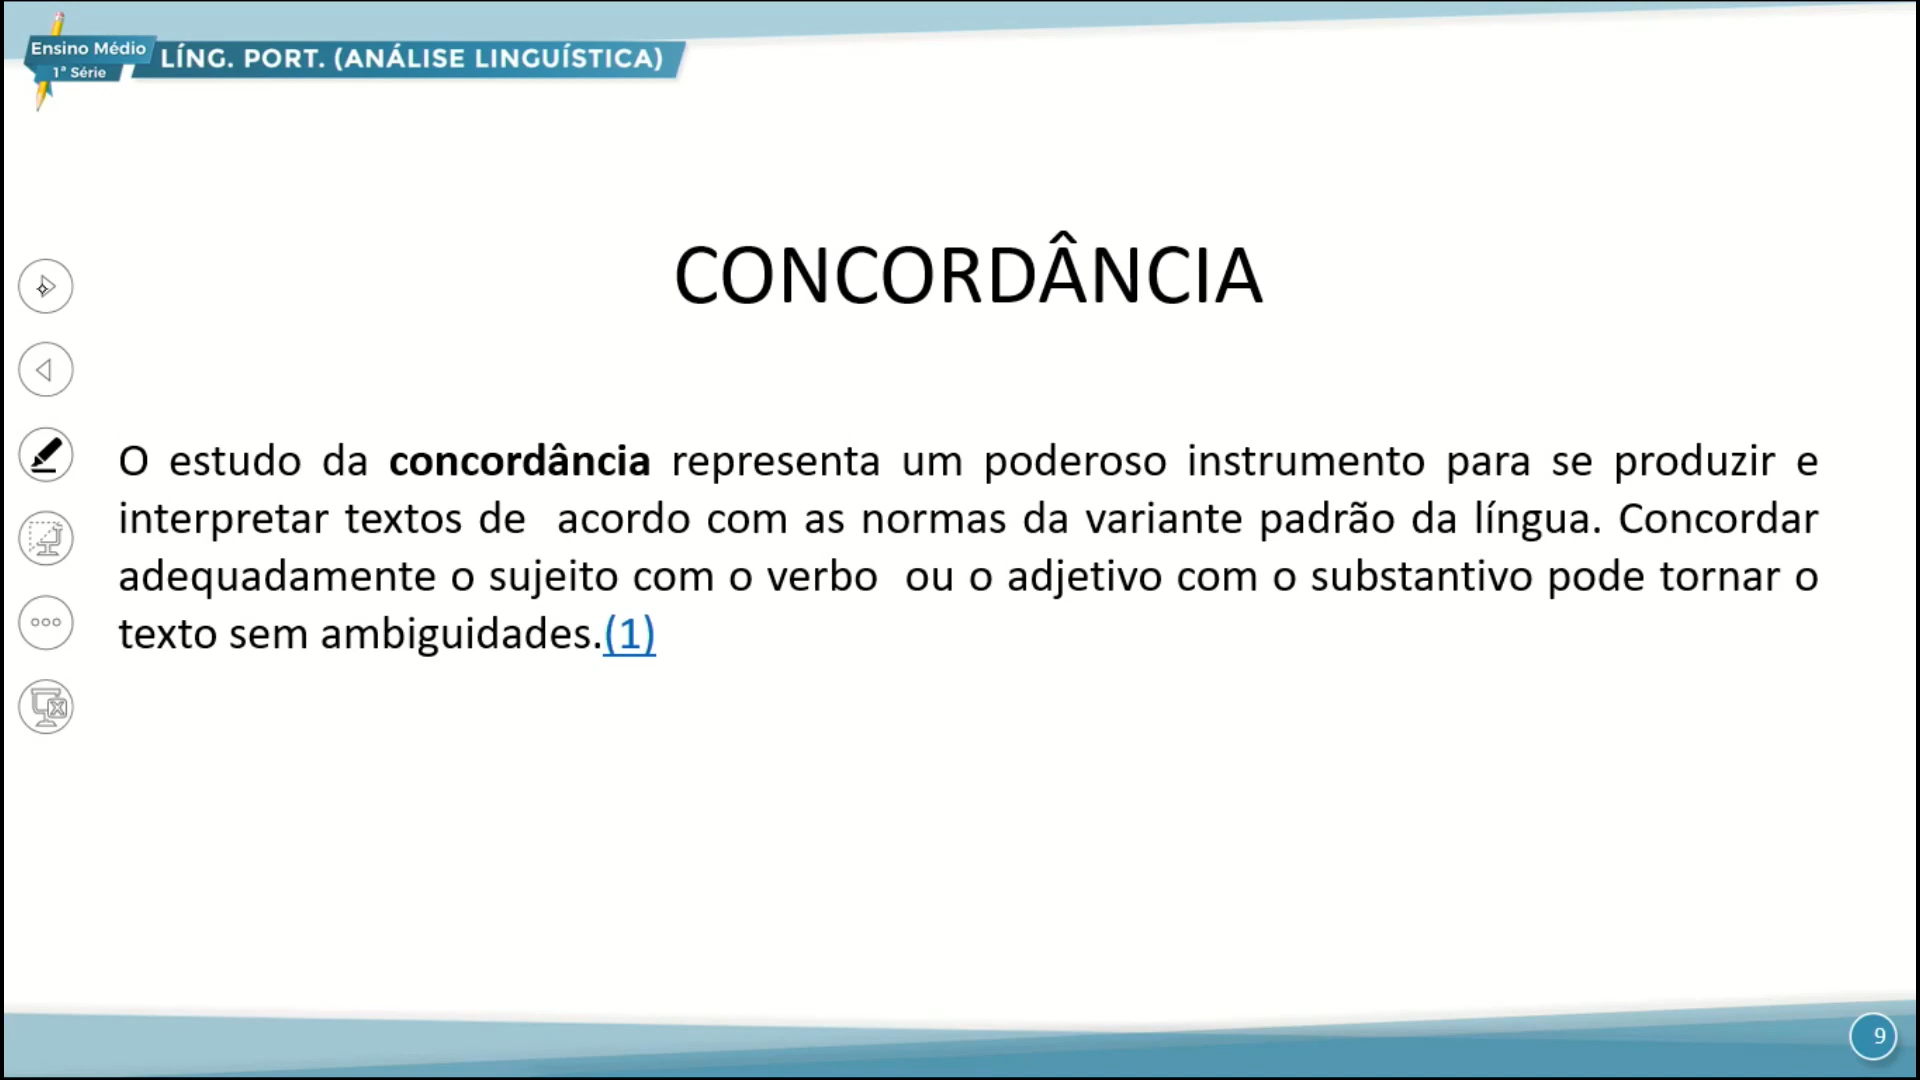 Ensino Médio
1ª Série
LÍNG. PORT. (ANÁLISE LINGUÍSTICA)
CONCORDÂNCIA
O estudo da concordância representa um poderoso instrumento para se produzir e
interpretar textos de acordo com as normas da variante padrão da língua. Concordar
adequadamente o sujeito com o verbo ou o adjetivo com o substantivo pode tornar o
texto sem ambiguidades.(1)
9